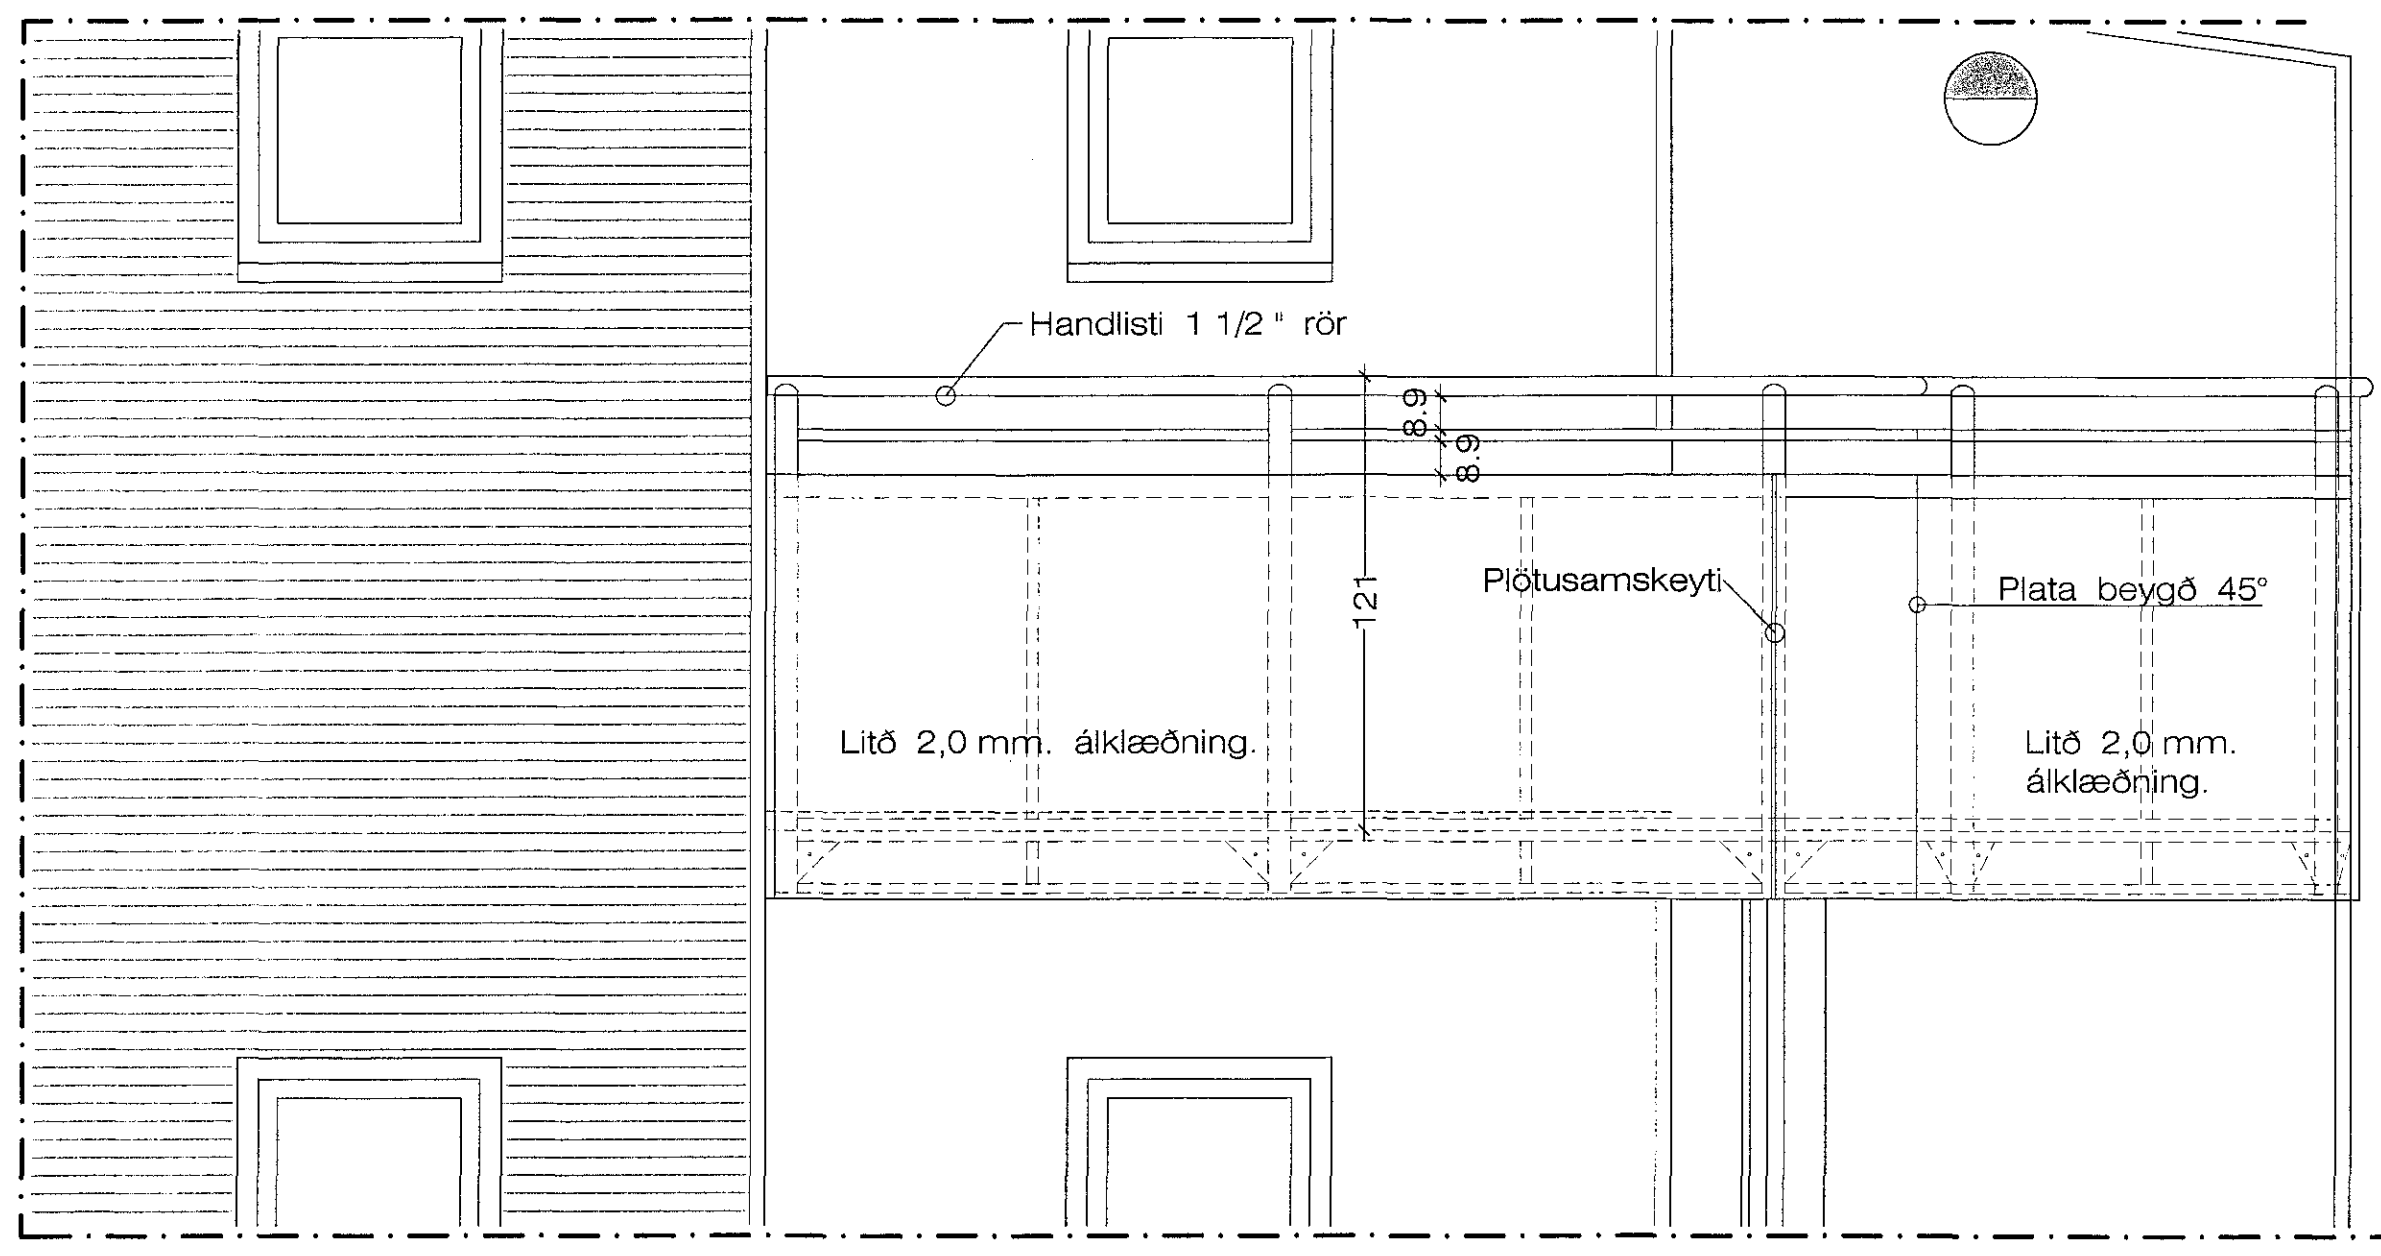 Handlisti 1 1/2 " rör
8.9
8.9
121
Plötusamskeyti
Plata beygð 45°
Litð 2,0 mm. álklæðning.
Litð 2,0 mm.
álklæðning.